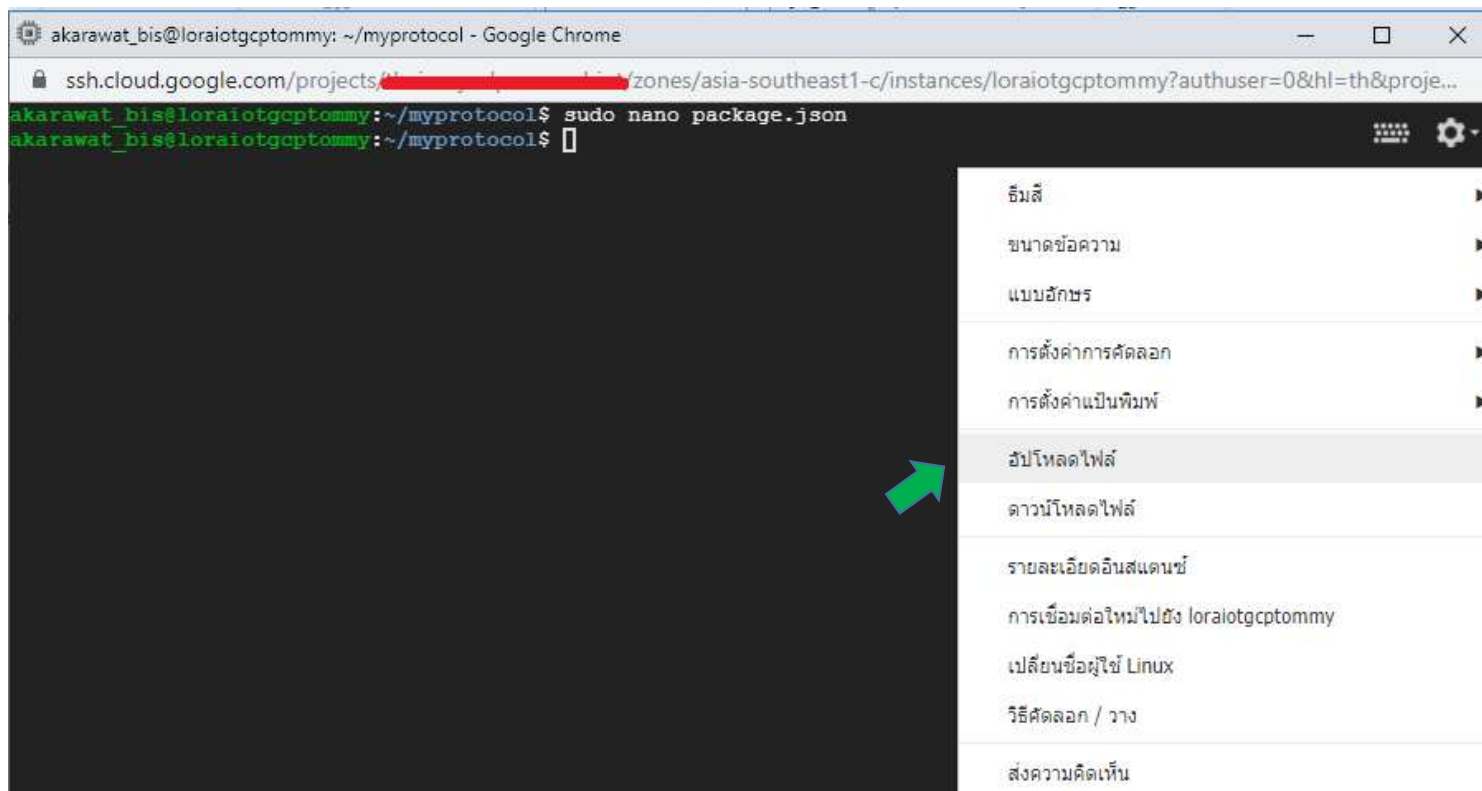 akarawat_bis@loraiotgcptommy: ~/myprotocol - Google Chrome
ssh.cloud.google.com/projects/ /zones/asia-southeast1-c/instances/loraiotgcptommy?authuser=0&hl=th&proje...
akarawat_bis@loraiotgcptommy:~/myprotocol$ sudo nano package.json
akarawat_bis@loraiotgcptommy:~/myprotocol$
ธีมสี
ขนาดข้อความ
แบบอักษร
การตั้งค่าการคัดลอก
การตั้งค่าแป้นพิมพ์
อัปโหลดไฟล์
ดาวน์โหลดไฟล์
รายละเอียดอินสแตนซ์
การเชื่อมต่อใหม่ไปยัง loraiotgcptommy
เปลี่ยนชื่อผู้ใช้ Linux
วิธีคัดลอก / วาง
ส่งความคิดเห็น